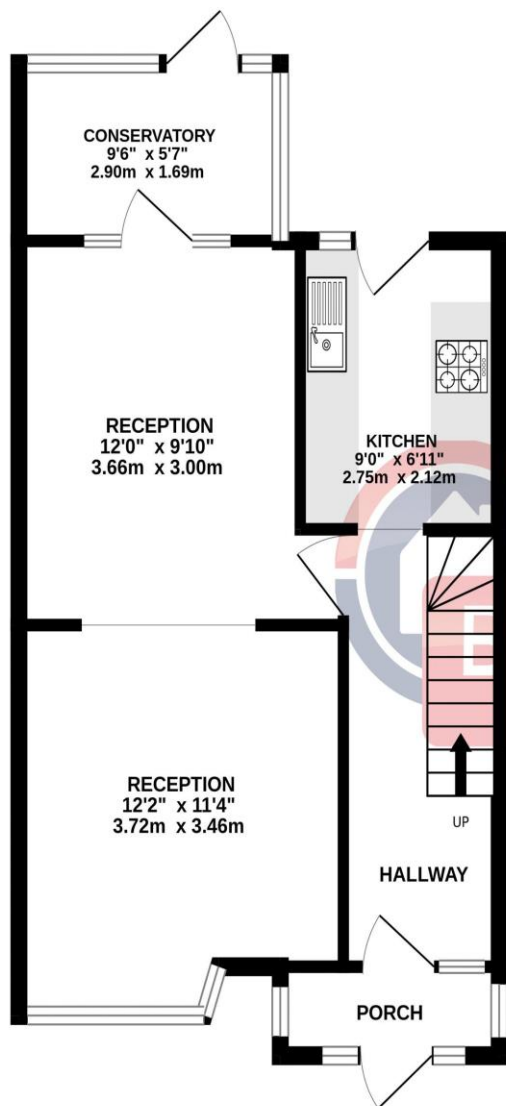 CONSERVATORY
9'6" x 5'7"
2.90m x 1.69m
RECEPTION
12'0" x 9'10"
3.66m x 3.00m
KITCHEN
9'0" x 6'11"
2.75m x 2.12m
RECEPTION
12'2" x 11'4"
3.72m x 3.46m
UP
HALLWAY
PORCH